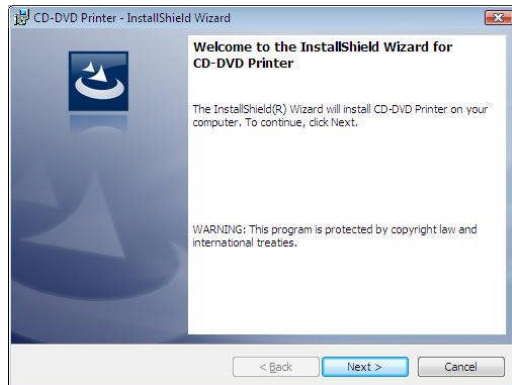 CD-DVD Printer - InstallShield Wizard
Welcome to the InstallShield Wizard for
CD-DVD Printer
The InstallShield(R) Wizard will install CD-DVD Printer on your
computer. To continue, click Next.
WARNING: This program is protected by copyright law and
international treaties.
< Back Next > Cancel